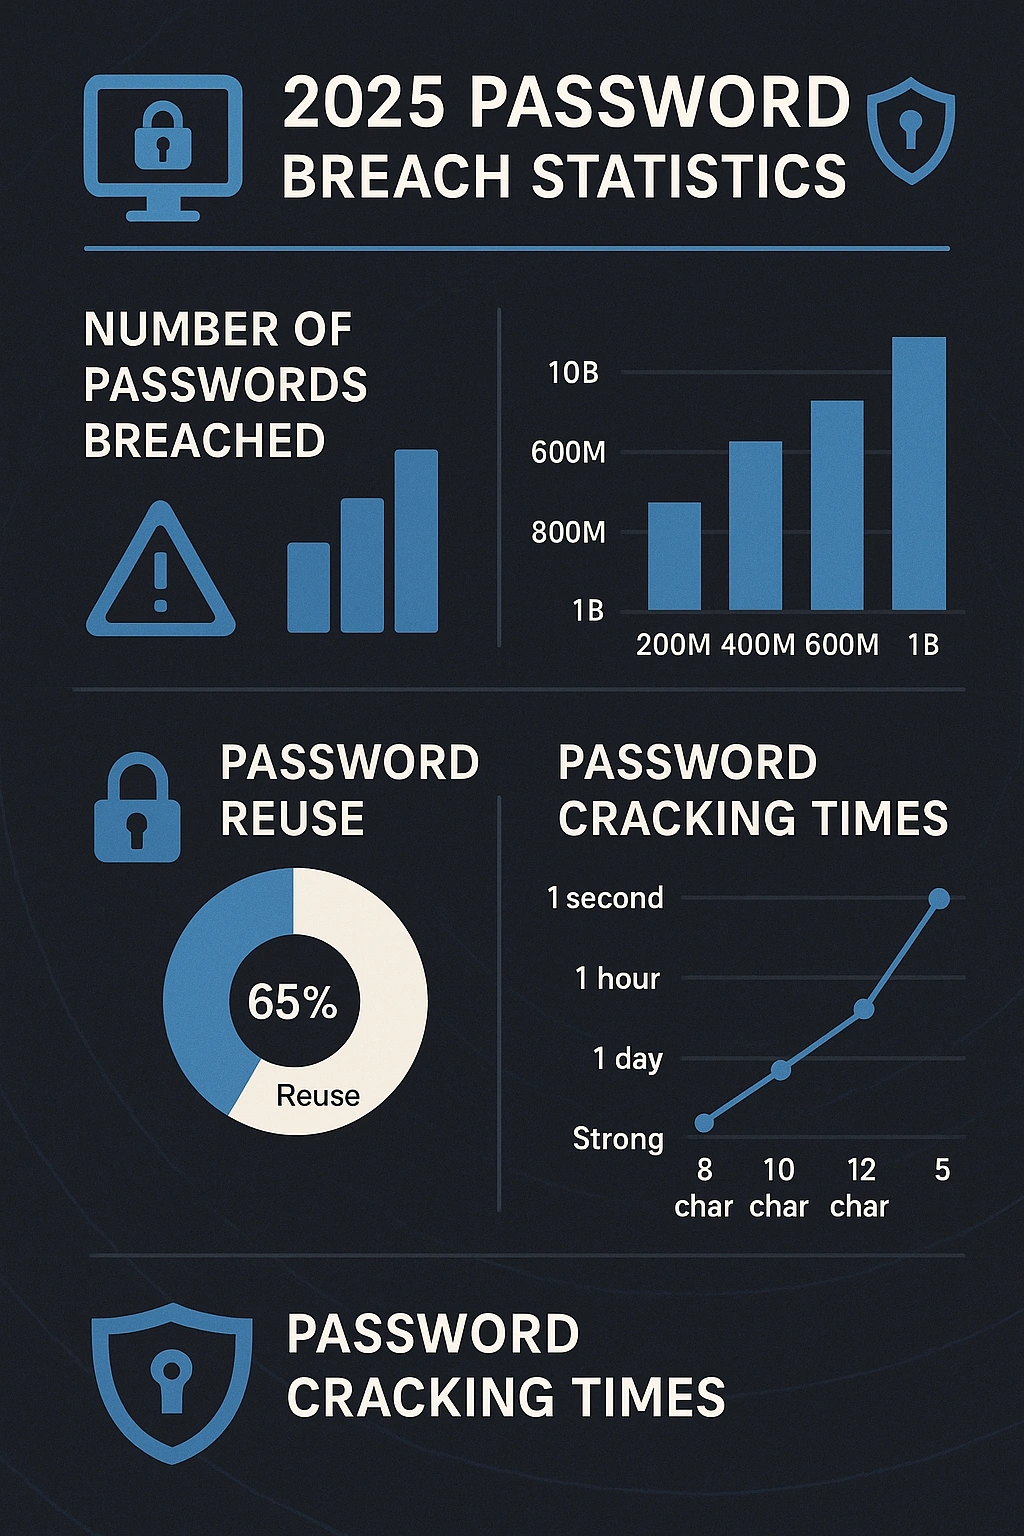 2025 PASSWORD
BREACH STATISTICS
NUMBER OF
PASSWORDS
BREACHED
10B
600M
800M
1B
200M 400M 600M 1B
PASSWORD
REUSE
65%
Reuse
PASSWORD
CRACKING TIMES
1 second
1 hour
1 day
Strong
8 10 12 5
char char char
PASSWORD
CRACKING TIMES